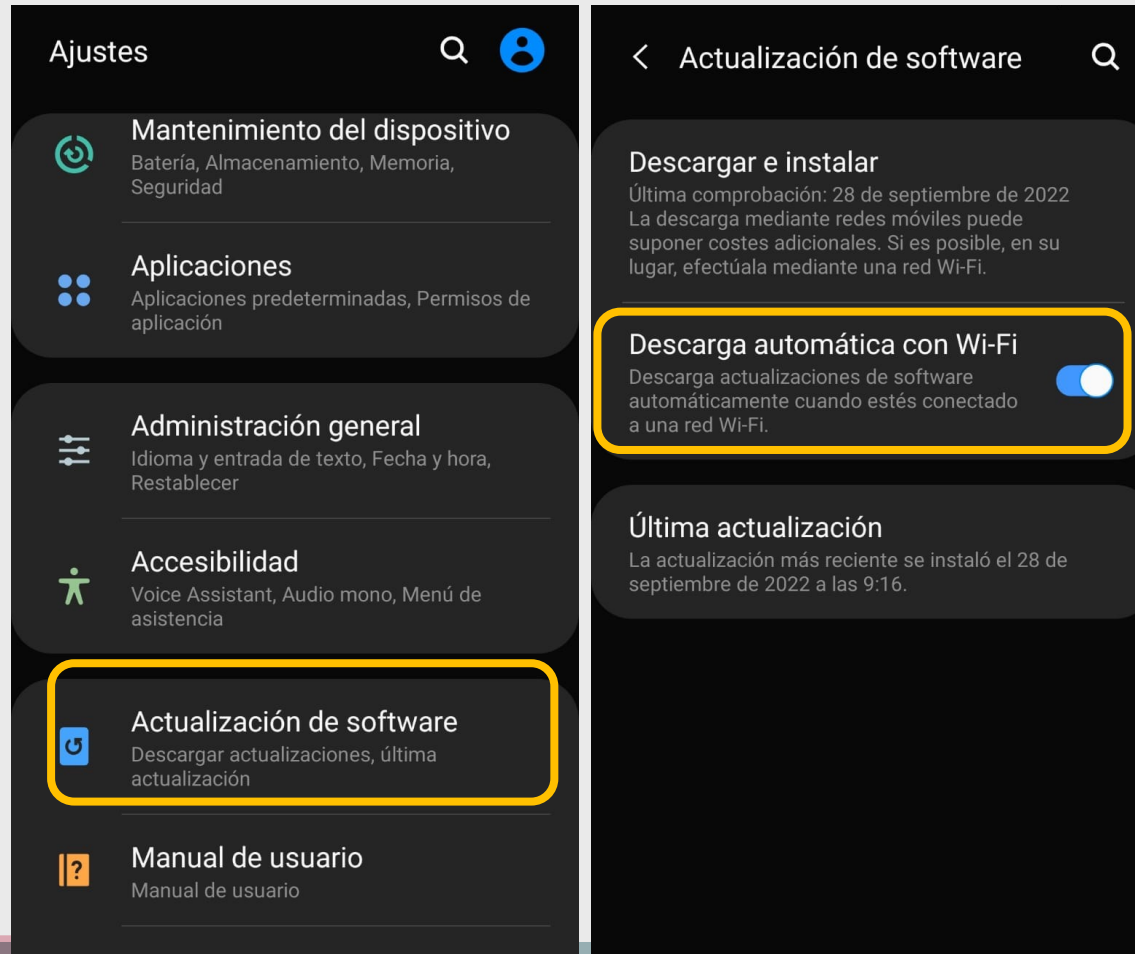 Ajustes
Mantenimiento del dispositivo
Batería, Almacenamiento, Memoria,
Seguridad
Aplicaciones
Aplicaciones predeterminadas, Permisos de
aplicación
Administración general
Idioma y entrada de texto, Fecha y hora,
Restablecer
Accesibilidad
Voice Assistant, Audio mono, Menú de
asistencia
Actualización de software
Descargar actualizaciones, última
actualización
Manual de usuario
Manual de usuario
Actualización de software
Descargar e instalar
Última comprobación: 28 de septiembre de 2022
La descarga mediante redes móviles puede
suponer costes adicionales. Si es posible, en su
lugar, efectúala mediante una red Wi-Fi.
Descarga automática con Wi-Fi
Descarga actualizaciones de software
automáticamente cuando estés conectado
a una red Wi-Fi.
Última actualización
La actualización más reciente se instaló el 28 de
septiembre de 2022 a las 9:16.